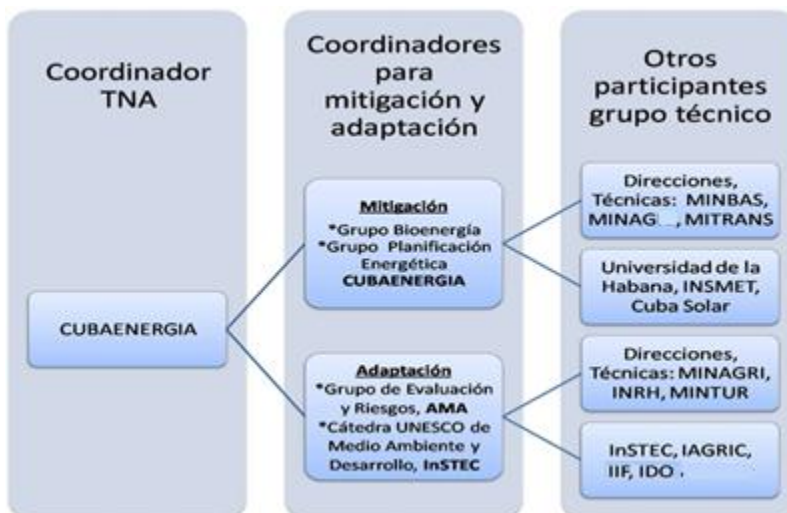 Coordinador
TNA
CUBAENERGIA
Coordinadores
para
mitigación y
adaptación
Mitigación
*Grupo Bioenergía
*Grupo Planificación
Energética
CUBAENERGIA
Adaptación
*Grupo de Evaluación
y Riesgos, AMA
*Cátedra UNESCO de
Medio Ambiente y
Desarrollo, InSTEC
Otros
participantes
grupo técnico
Direcciones,
Técnicas: MINBAS,
MITRANS
Universidad de la
Habana, INSMET,
Cuba Solar
Direcciones,
Técnicas: MINAGRI,
INRH, MINTUR
InSTEC, IAGRIC,
IIF, IDO .